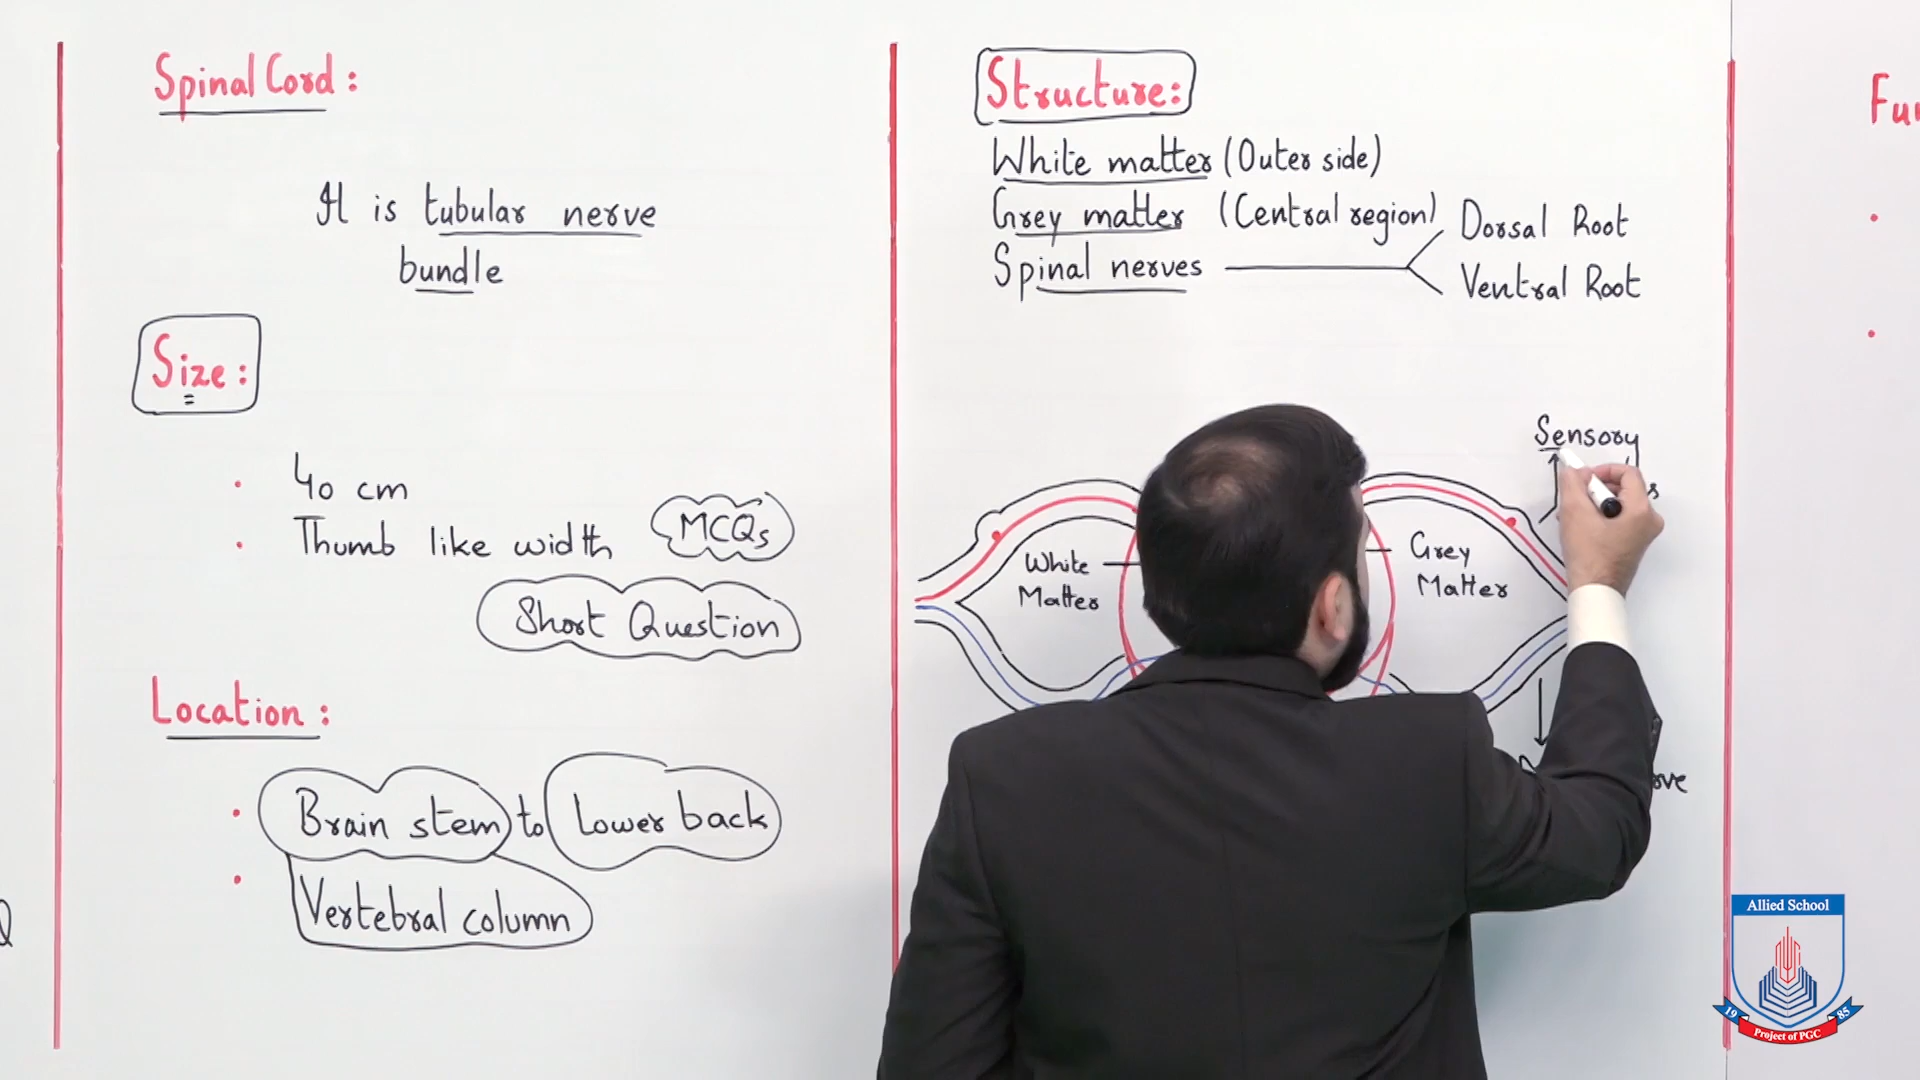 Spinal Cord :
It is tubular nerve
bundle
Size :
40 cm
Thumb like width
MCQs
Short Question
Location :
Brain stem to Lower back
Vertebral column
Structure:
White matter (Outer side)
Grey matter (Central region)
Spinal nerves
Dorsal Root
Ventral Root
Sensory
White
Matter
Grey
Matter
Allied School
19 85
Project of PGC